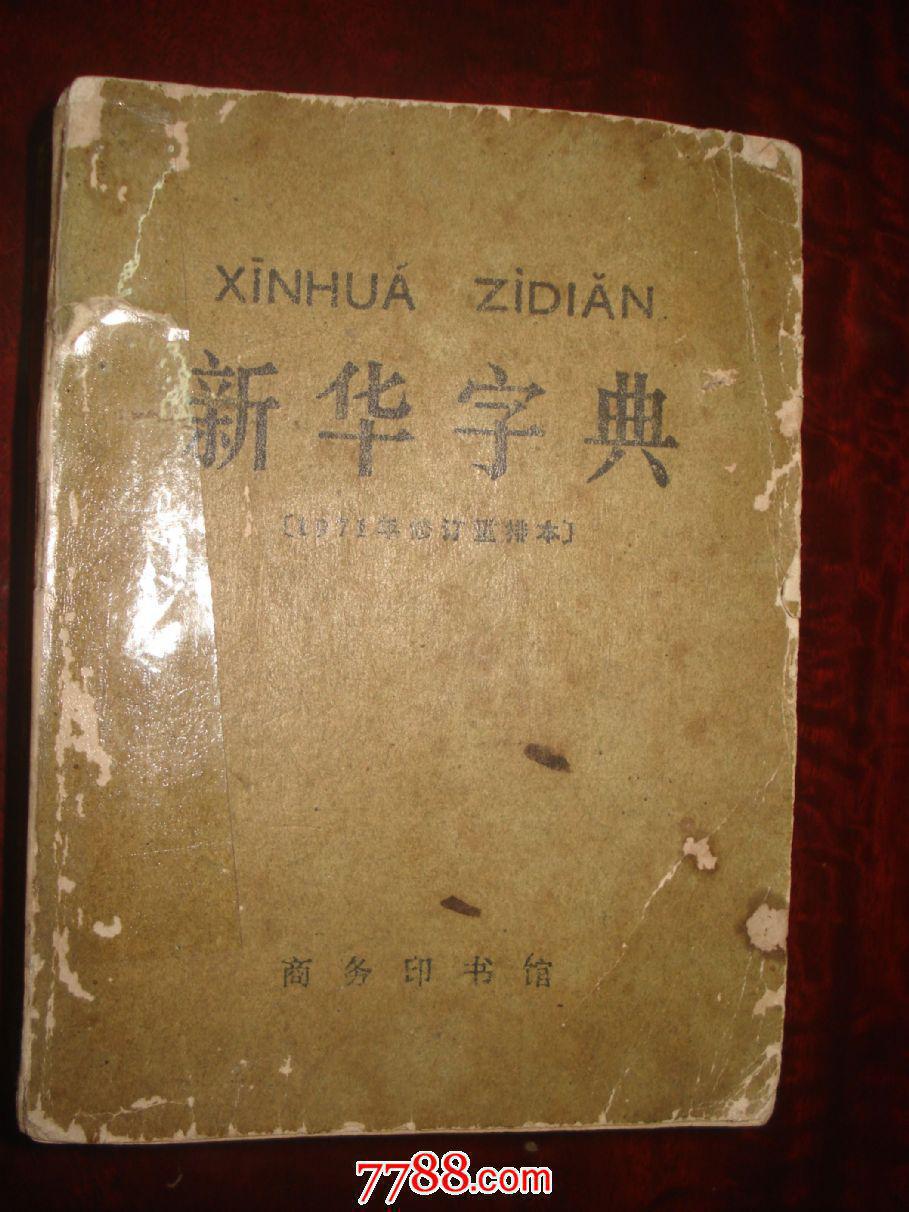 XĪNHUÁ ZÌDIǍN
新华字典
〔1971年修订重排本〕
商务印书馆
7788.com